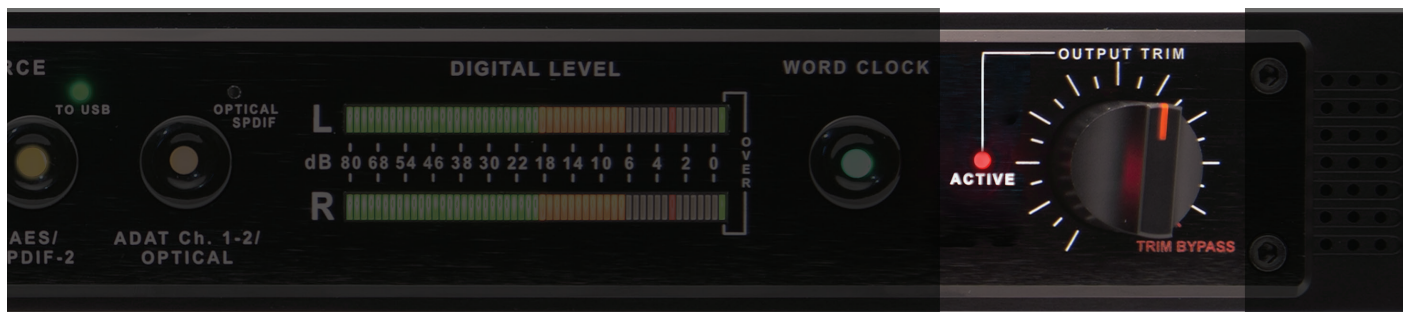 RCE
TO USB
OPTICAL
SPDIF
AES/
PDIF-2
ADAT Ch. 1-2/
OPTICAL
DIGITAL LEVEL
L
dB 80 68 54 46 38 30 22 18 14 10 6 4 2 0
R
OVER
WORD CLOCK
OUTPUT TRIM
ACTIVE
TRIM BYPASS